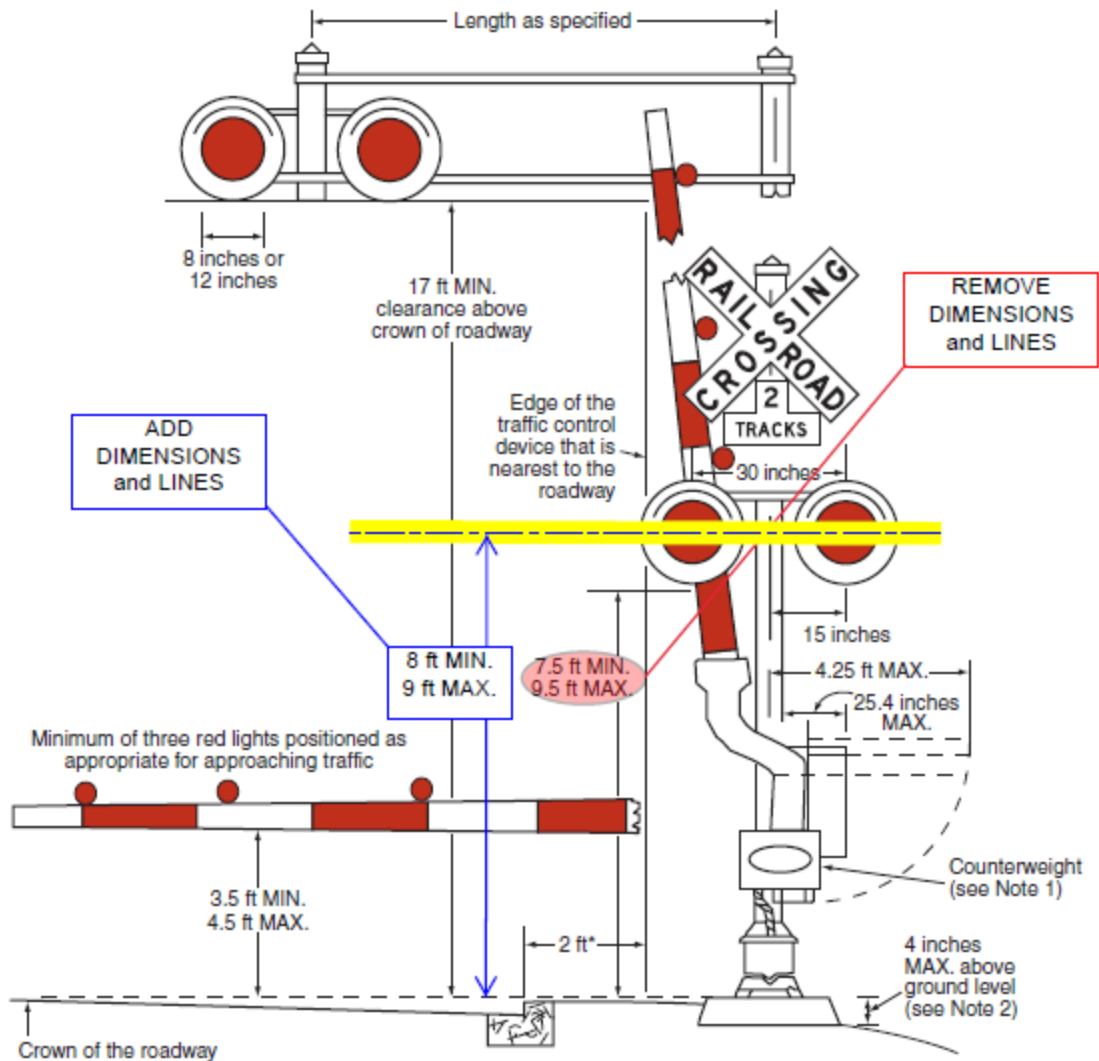 Length as specified
8 inches or
12 inches
17 ft MIN.
clearance above
crown of roadway
RAILROAD
CROSSING
2
TRACKS
REMOVE
DIMENSIONS
and LINES
ADD
DIMENSIONS
and LINES
Edge of the
traffic control
device that is
nearest to the
roadway
30 inches
15 inches
8 ft MIN.
9 ft MAX.
7.5 ft MIN.
9.5 ft MAX.
4.25 ft MAX.
25.4 inches
MAX.
Minimum of three red lights positioned as
appropriate for approaching traffic
3.5 ft MIN.
4.5 ft MAX.
Counterweight
(see Note 1)
2 ft*
4 inches
MAX. above
ground level
(see Note 2)
Crown of the roadway